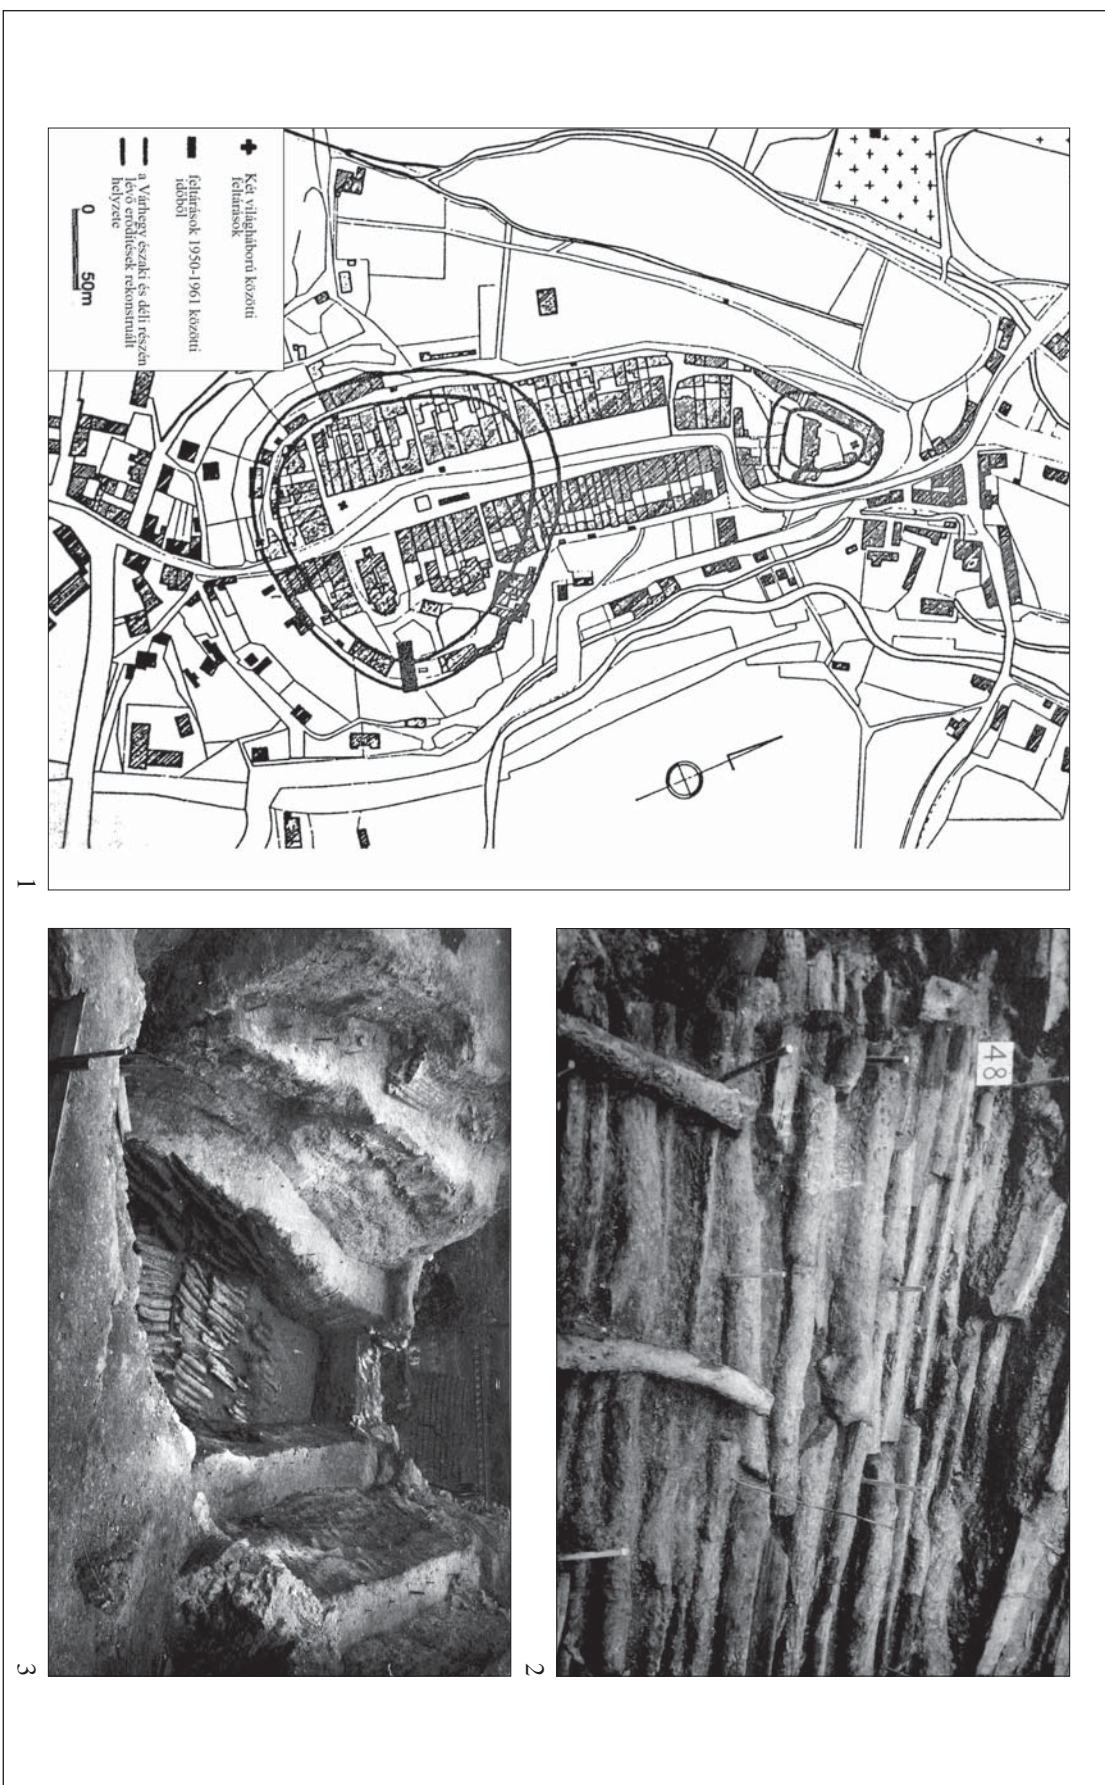 Két világháború közötti
feltárások
feltárások 1950-1961 közötti
időből
a Várhegy északi és déli részén
lévő erődítések rekonstruált
helyzete
0 50m
1
48
2
3